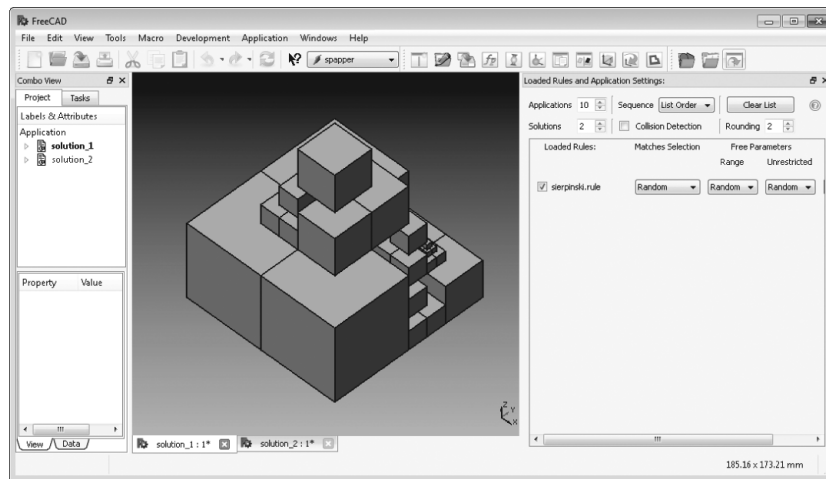 FreeCAD
File Edit View Tools Macro Development Application Windows Help
spapper
Combo View
Project Tasks
Labels & Attributes
Application
solution_1
solution_2
Property Value
View Data
Z
Y
X
solution_1 : 1*
solution_2 : 1*
Loaded Rules and Application Settings:
Applications 10 Sequence List Order Clear List
Solutions 2 Collision Detection Rounding 2
Loaded Rules: Matches Selection Free Parameters
Range Unrestricted
sierpinski.rule Random Random Random
185.16 x 173.21 mm